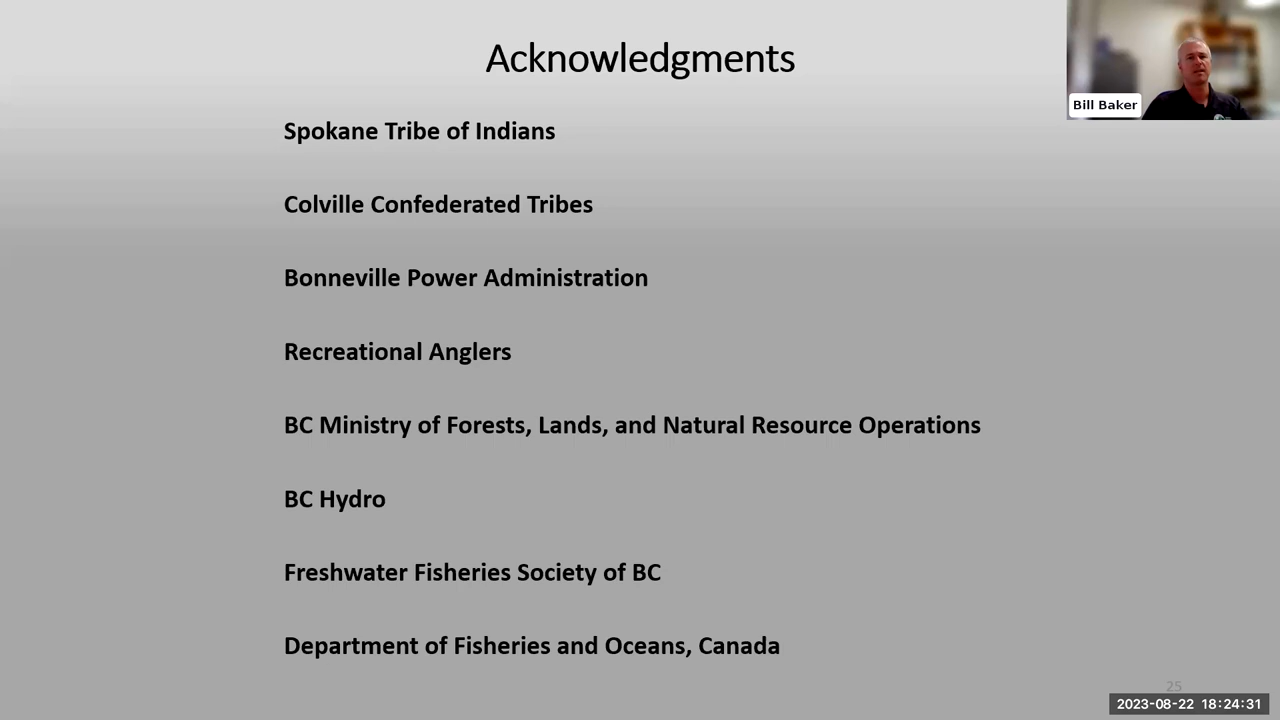 Acknowledgments
Bill Baker
Spokane Tribe of Indians
Colville Confederated Tribes
Bonneville Power Administration
Recreational Anglers
BC Ministry of Forests, Lands, and Natural Resource Operations
BC Hydro
Freshwater Fisheries Society of BC
Department of Fisheries and Oceans, Canada
25
2023-08-22 18:24:31